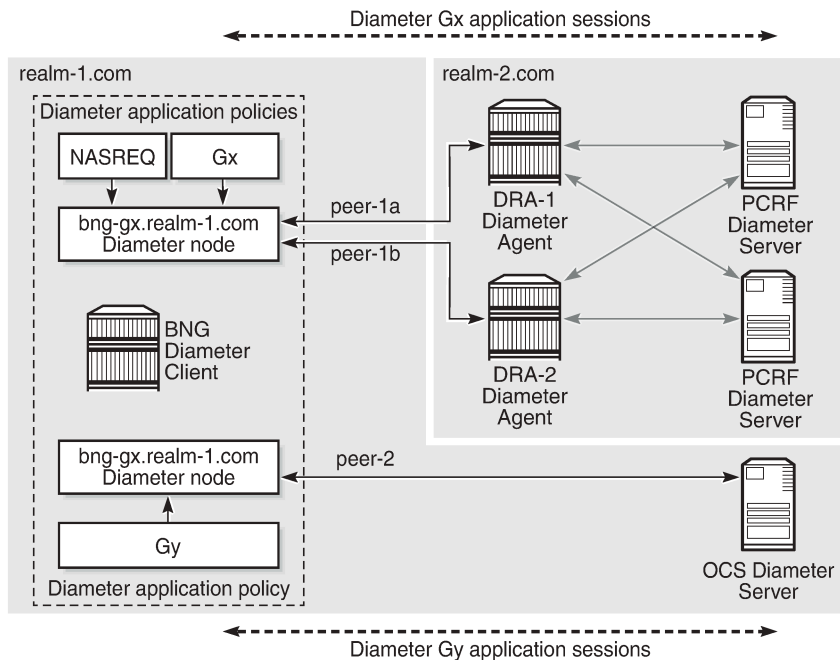 Diameter Gx application sessions
realm-1.com
realm-2.com
Diameter application policies
NASREQ
Gx
bng-gx.realm-1.com
Diameter node
peer-1a
peer-1b
DRA-1
Diameter
Agent
PCRF
Diameter
Server
BNG
Diameter
Client
DRA-2
Diameter
Agent
PCRF
Diameter
Server
bng-gx.realm-1.com
Diameter node
peer-2
Gy
Diameter application policy
OCS Diameter
Server
Diameter Gy application sessions